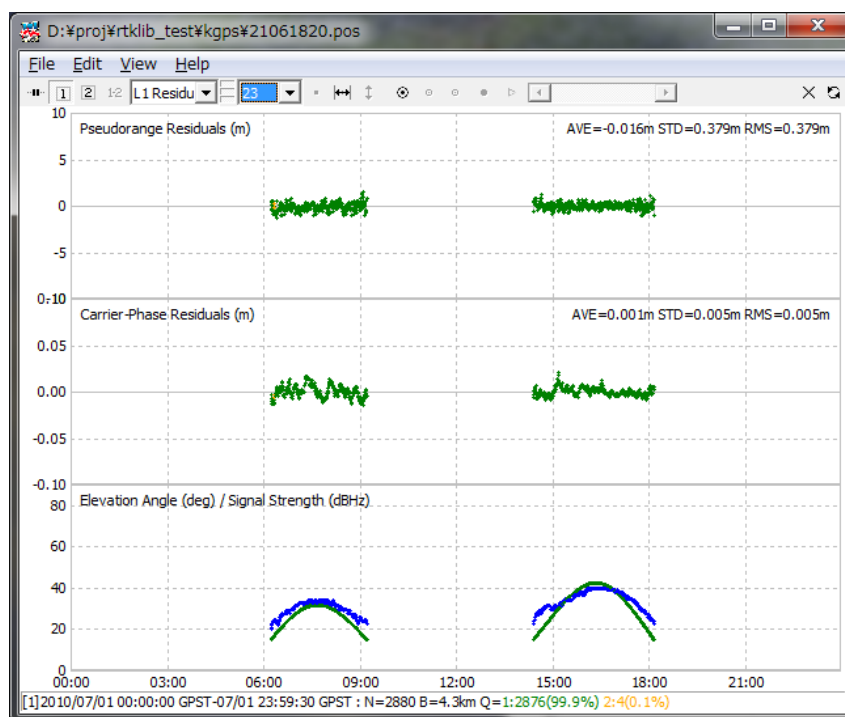 D:¥proj¥rtklib_test¥kgps¥21061820.pos
File Edit View Help
1 2 1-2 L1 Residu 23
10
Pseudorange Residuals (m) AVE=-0.016m STD=0.379m RMS=0.379m
5
0
-5
0.10
-10
Carrier-Phase Residuals (m) AVE=0.001m STD=0.005m RMS=0.005m
0.05
0.00
-0.05
-0.10
Elevation Angle (deg) / Signal Strength (dBHz)
80
60
40
20
0
00:00 03:00 06:00 09:00 12:00 15:00 18:00 21:00
[1]2010/07/01 00:00:00 GPST-07/01 23:59:30 GPST : N=2880 B=4.3km Q=1:2876(99.9%) 2:4(0.1%)